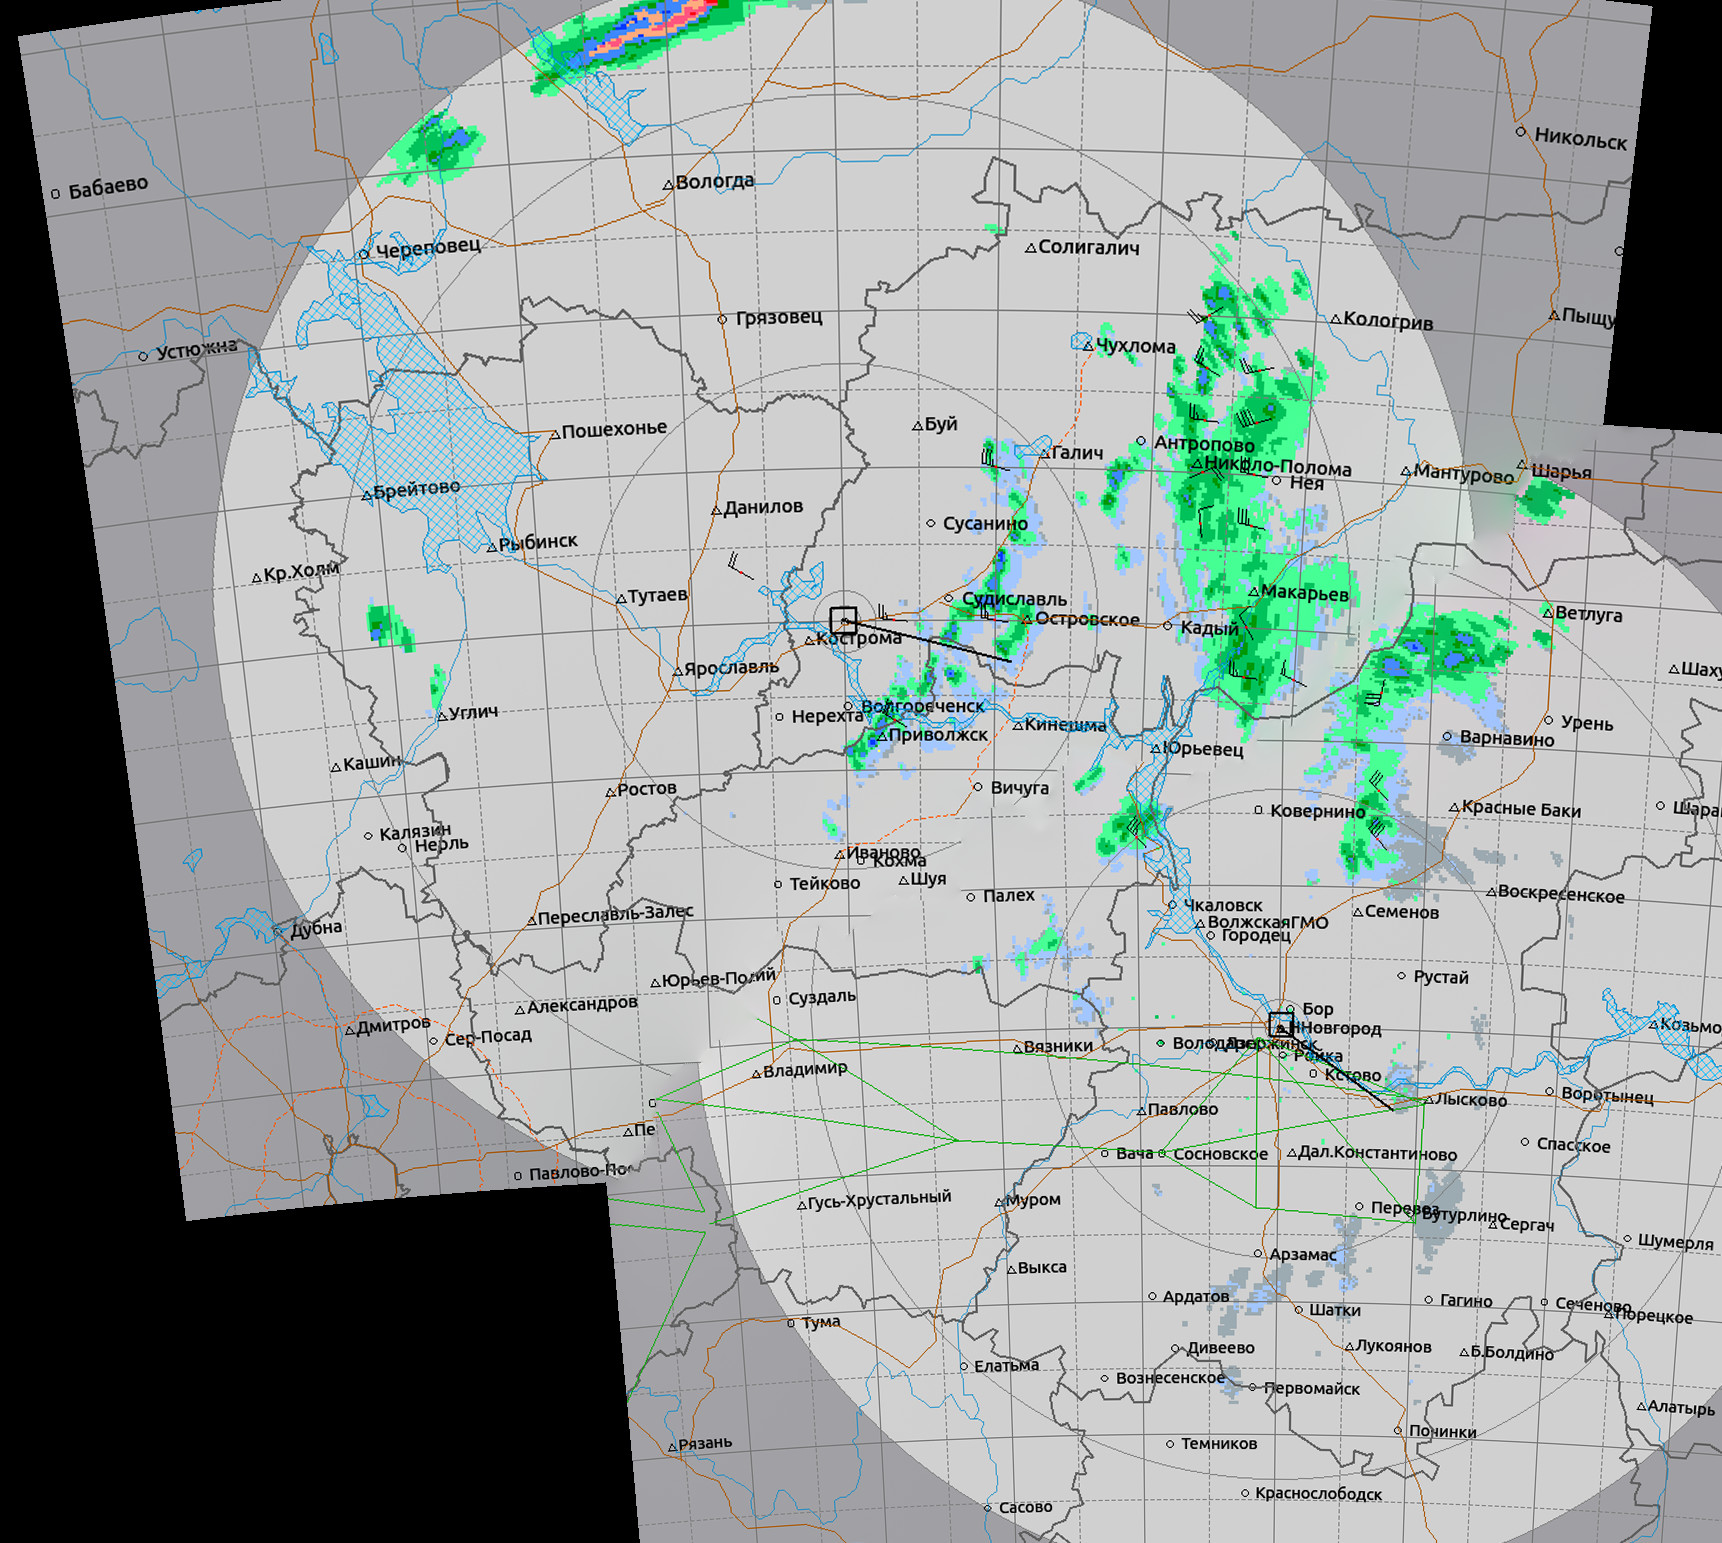 Никольск
Бабаево
Вологда
Череповец
Солигалич
Грязовец
Кологрив
Пыщу
Устюжна
Чухлома
Буй
Пошехонье
Галич
Антропово
Николо-Полома
Мантурово
Шарья
Нея
Брейтово
Данилов
Сусанино
Рыбинск
Кр.Холм
Тутаев
Судиславль
Макарьев
Ветлуга
Островское
Кадый
Кострома
Ярославль
Шаху
Углич
Нерехта
Волгореченск
Приволжск
Кинешма
Урень
Варнавино
Юрьевец
Кашин
Ростов
Вичуга
Ковернино
Красные Баки
Шара
Калязин
Нерль
Иваново
Кохма
Тейково
Шуя
Палех
Воскресенское
Чкаловск
Семенов
ВолжскаяГМО
Городец
Переславль-Залес
Дубна
Юрьев-Полий
Рустай
Суздаль
Александров
Бор
ННовгород
Козьмо
Дмитров
Сер-Посад
Вязники
Дзержинск
Ройка
Владимир
Кстово
Лысково
Воротынец
Павлово
Пе
Вача
Сосновское
Дал.Константиново
Спасское
Павлово-По
Гусь-Хрустальный
Муром
Перевоз
Бутурлино
Сергач
Шумерля
Арзамас
Выкса
Ардатов
Шатки
Гагино
Сеченово
Порецкое
Тума
Дивеево
Лукоянов
Б.Болдино
Елатьма
Вознесенское
Первомайск
Алатырь
Рязань
Темников
Починки
Краснослободск
Сасово